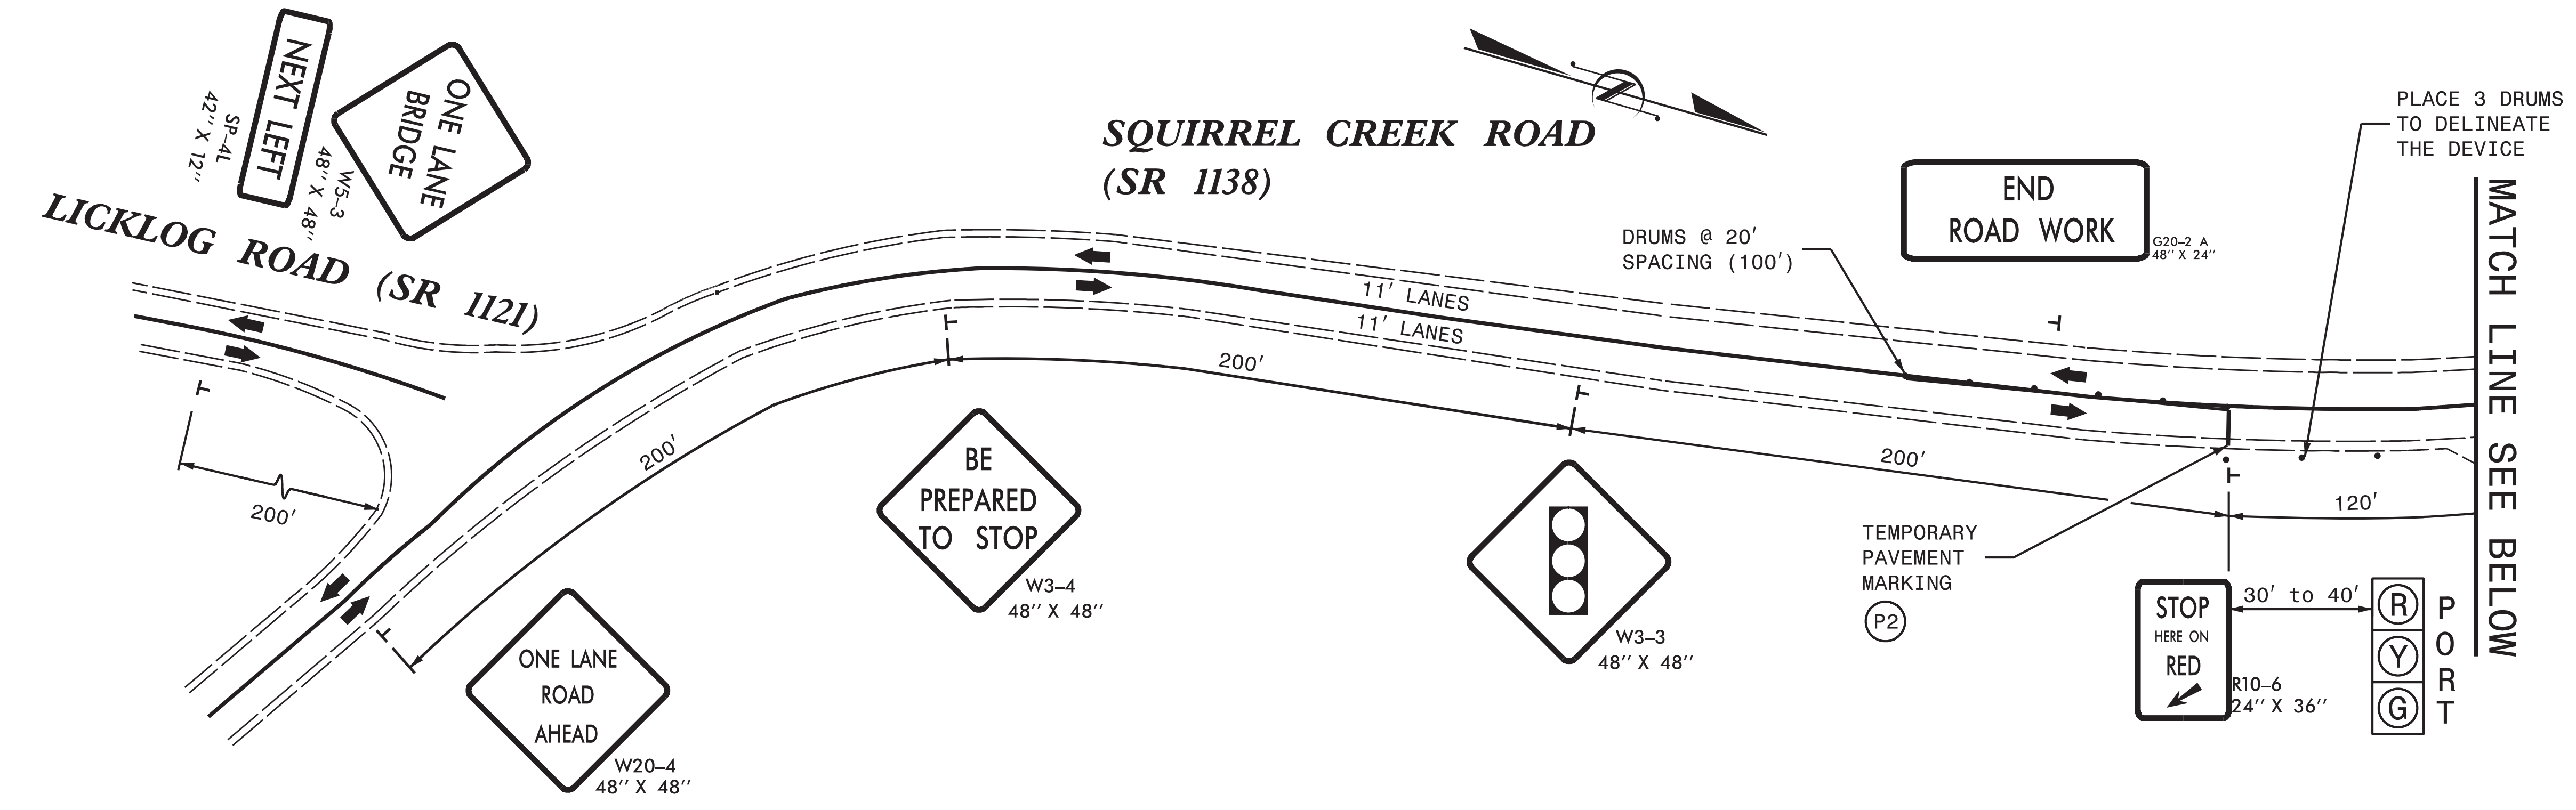 NEXT LEFT
SP-4L
42" X 12"
ONE LANE
BRIDGE
W5-3
48" X 48"
LICKLOG ROAD (SR 1121)
SQUIRREL CREEK ROAD
(SR 1138)
Z
PLACE 3 DRUMS
TO DELINEATE
THE DEVICE
END
ROAD WORK
G20-2 A
48" X 24"
DRUMS @ 20'
SPACING (100')
11' LANES
11' LANES
200'
200'
200'
200'
120'
BE
PREPARED
TO STOP
W3-4
48" X 48"
W3-3
48" X 48"
ONE LANE
ROAD
AHEAD
W20-4
48" X 48"
TEMPORARY
PAVEMENT
MARKING
P2
STOP
HERE ON
RED
R10-6
24" X 36"
30' to 40'
R
Y
G
PORT
MATCH LINE SEE BELOW